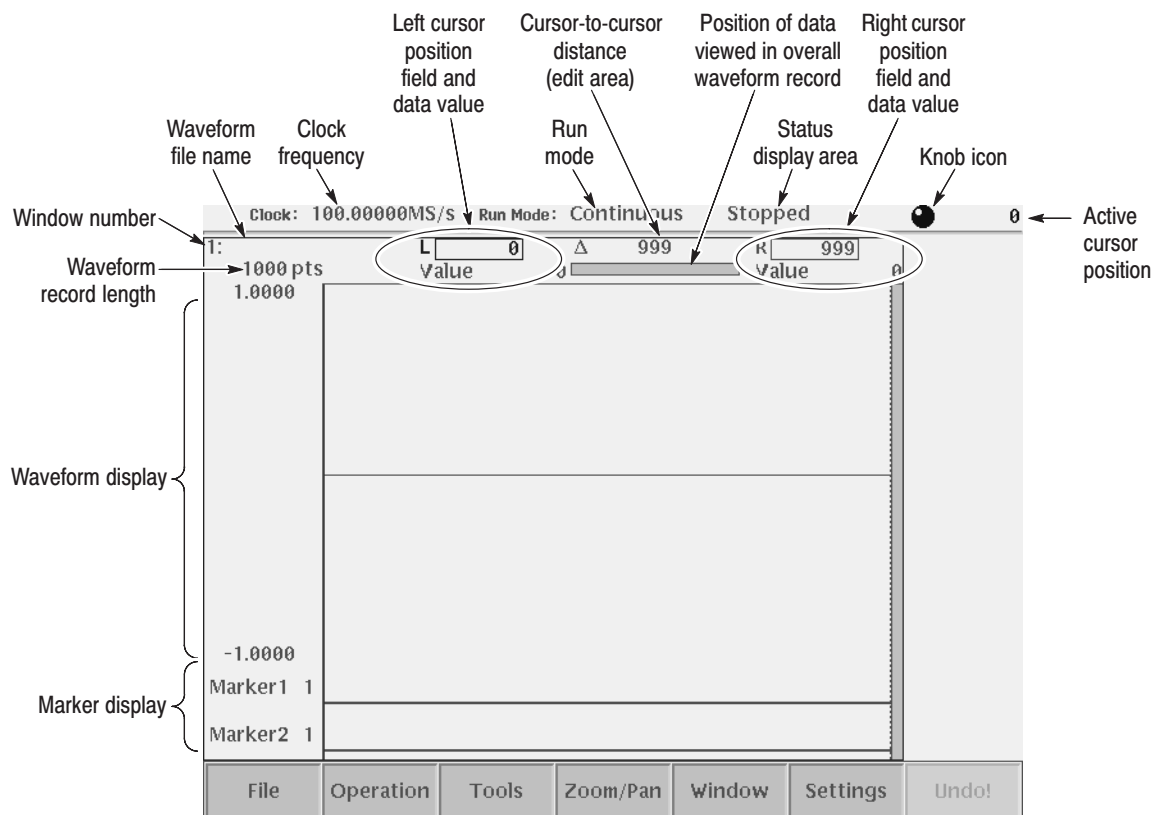 Left cursor
position
field and
data value
Cursor-to-cursor
distance
(edit area)
Position of data
viewed in overall
waveform record
Right cursor
position
field and
data value
Waveform
file name
Clock
frequency
Run
mode
Status
display area
Knob icon
Window number
Clock: 100.00000MS/s Run Mode: Continuous Stopped 0
Active
cursor
position
1: L 0 Δ 999 R 999
Waveform
record length
1000 pts Value 0 Value 0
1.0000
Waveform display
-1.0000
Marker display
Marker1 1
Marker2 1
File Operation Tools Zoom/Pan Window Settings Undo!